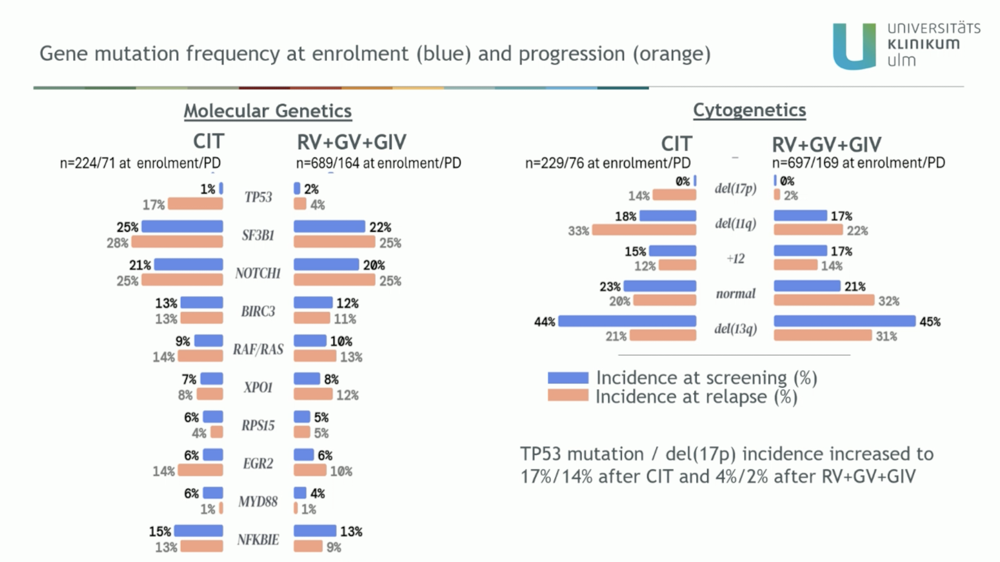 Gene mutation frequency at enrolment (blue) and progression (orange)
UNIVERSITÄTS
KLINIKUM
ulm
Molecular Genetics
CIT
RV+GV+GIV
n=224/71 at enrolment/PD
n=689/164 at enrolment/PD
1% TP53 2%
17% 4%
25% SF3B1 22%
28% 25%
21% NOTCH1 20%
25% 25%
13% BIRC3 12%
13% 11%
9% RAF/RAS 10%
14% 13%
7% XPO1 8%
8% 12%
6% RPS15 5%
4% 5%
6% EGR2 6%
14% 10%
6% MYD88 4%
1% 1%
15% NFKBIE 13%
13% 9%
Cytogenetics
CIT
RV+GV+GIV
n=229/76 at enrolment/PD
n=697/169 at enrolment/PD
0% del(17p) 0%
14% 2%
18% del(11q) 17%
33% 22%
15% +12 17%
12% 14%
23% normal 21%
20% 32%
44% del(13q) 45%
21% 31%
Incidence at screening (%)
Incidence at relapse (%)
TP53 mutation / del(17p) incidence increased to
17%/14% after CIT and 4%/2% after RV+GV+GIV